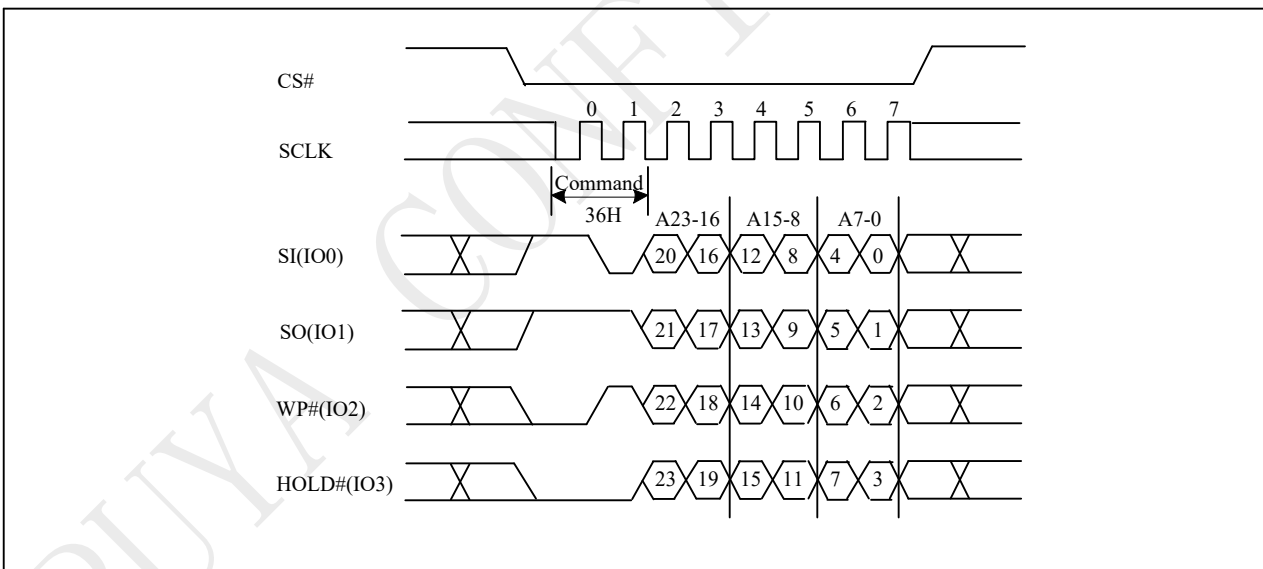 PUYA CONF
CS#
0 1 2 3 4 5 6 7
SCLK
Command
36H
A23-16 A15-8 A7-0
SI(IO0) 20 16 12 8 4 0
SO(IO1) 21 17 13 9 5 1
WP#(IO2) 22 18 14 10 6 2
HOLD#(IO3) 23 19 15 11 7 3